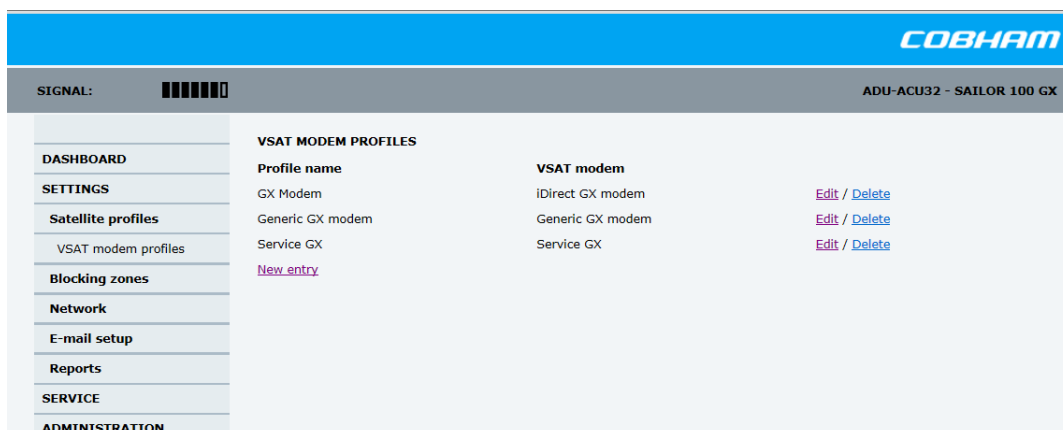 COBHAM
SIGNAL:
ADU-ACU32 - SAILOR 100 GX
DASHBOARD
SETTINGS
Satellite profiles
VSAT modem profiles
Blocking zones
Network
E-mail setup
Reports
SERVICE
ADMINISTRATION
VSAT MODEM PROFILES
Profile name VSAT modem
GX Modem iDirect GX modem Edit / Delete
Generic GX modem Generic GX modem Edit / Delete
Service GX Service GX Edit / Delete
New entry